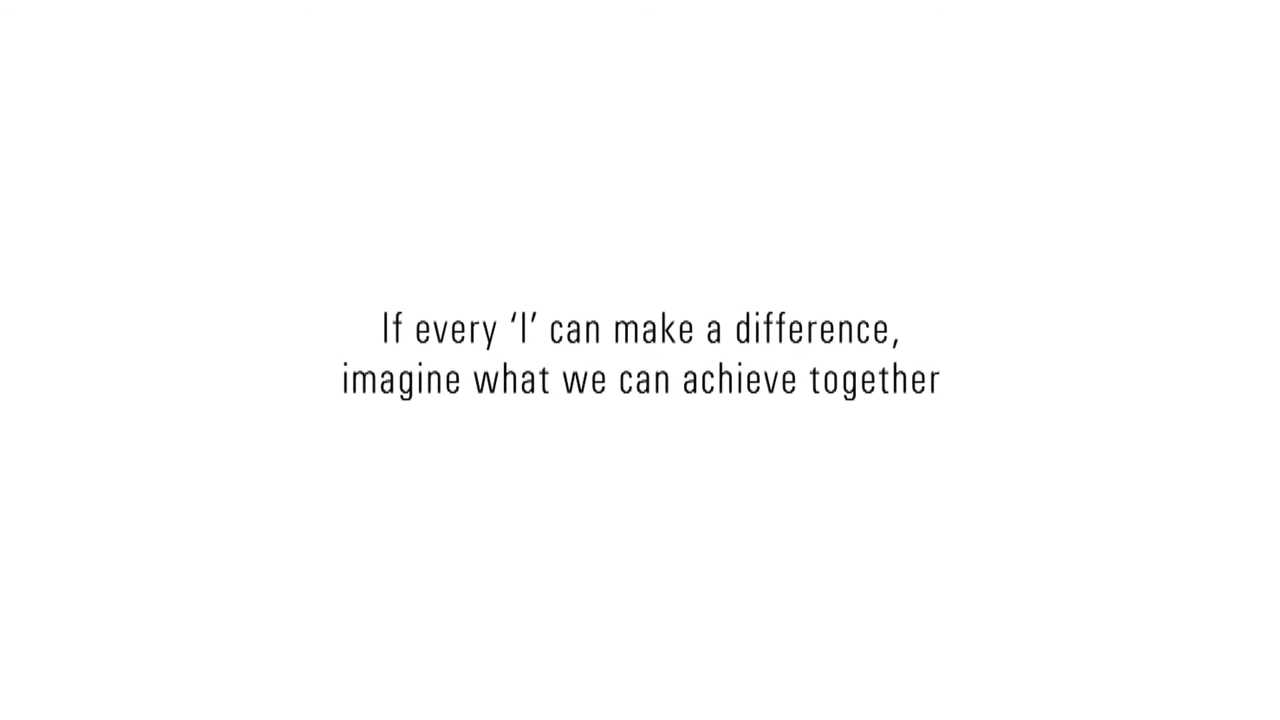 If every ‘I’ can make a difference,
imagine what we can achieve together